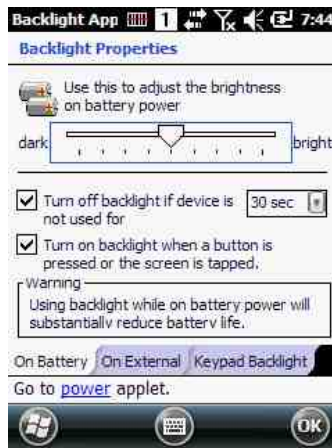 Backlight App 1 7:44
Backlight Properties
Use this to adjust the brightness
on battery power
dark bright
Turn off backlight if device is 30 sec
not used for
Turn on backlight when a button is
pressed or the screen is tapped.
Warning
Using backlight while on battery power will
substantially reduce battery life.
On Battery On External Keypad Backlight
Go to power applet.
OK